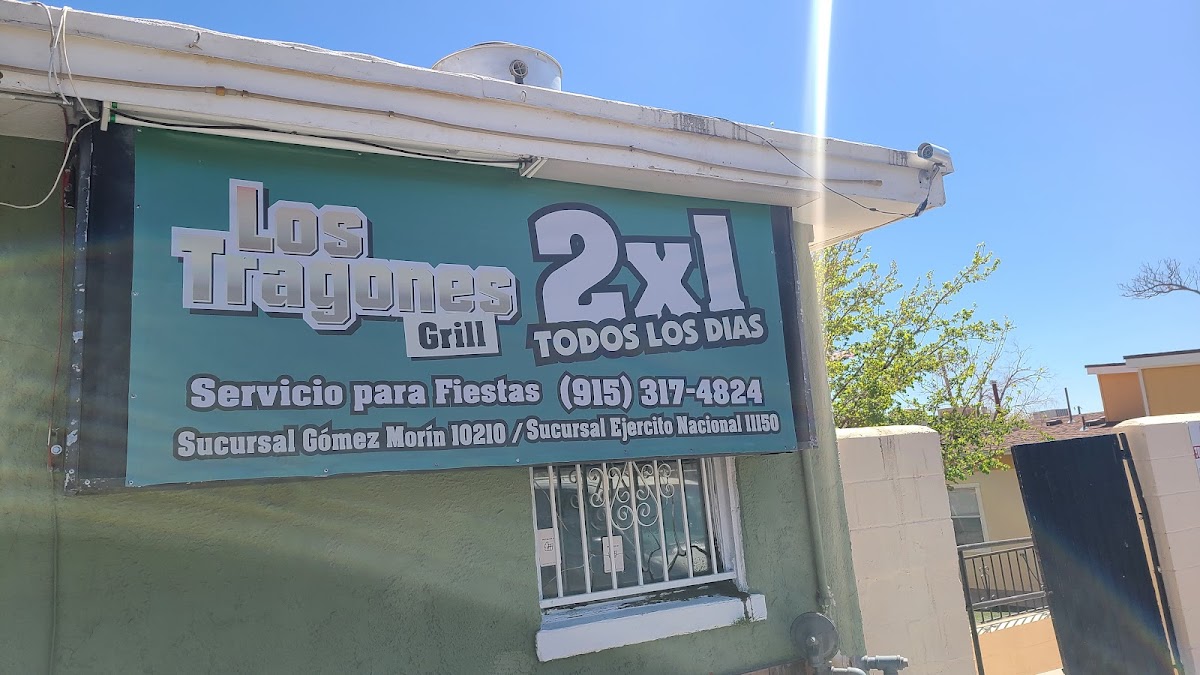 Los
Tragones
Grill
2x1
TODOS LOS DIAS
Servicio para Fiestas (915) 317-4824
Sucursal Gómez Morín 10210 / Sucursal Ejercito Nacional 11150